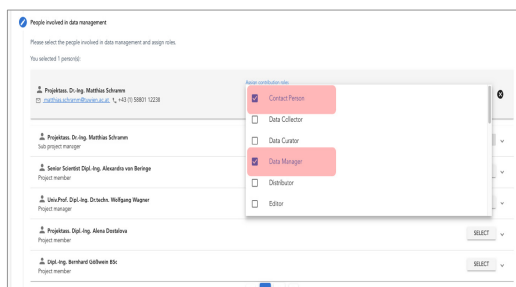 People involved in data management
Please select the people involved in data management and assign roles.
You selected 1 person(s):
Assign contribution roles
Projektass. Dr.-Ing. Matthias Schramm
matthias.schramm@tuwien.ac.at +43 (1) 58801 12238
Contact Person
Data Collector
Data Curator
Data Manager
Distributor
Editor
Projektass. Dr.-Ing. Matthias Schramm
Sub project manager
Senior Scientist Dipl.-Ing. Alexandra von Beringe
Project member
Univ.Prof. Dipl.-Ing. Dr.techn. Wolfgang Wagner
Project manager
Projektass. Dipl.-Ing. Alena Dostalova
Project member
SELECT
Dipl.-Ing. Bernhard Gößwein BSc
Project member
SELECT